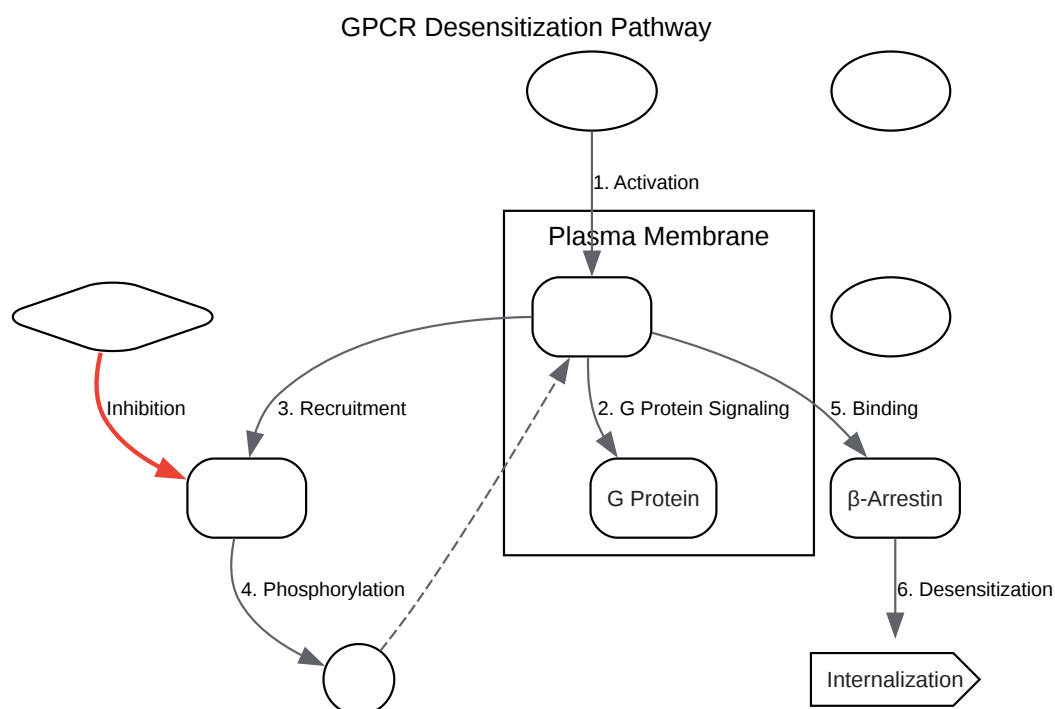 GPCR Desensitization Pathway
1. Activation
Plasma Membrane
Inhibition
3. Recruitment
2. G Protein Signaling
5. Binding
G Protein
β-Arrestin
4. Phosphorylation
6. Desensitization
Internalization